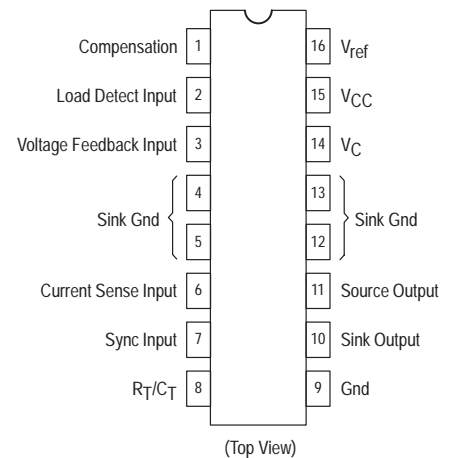 Compensation 1 16 Vref
Load Detect Input 2 15 VCC
Voltage Feedback Input 3 14 VC
4 13
Sink Gnd Sink Gnd
5 12
Current Sense Input 6 11 Source Output
Sync Input 7 10 Sink Output
RT/CT 8 9 Gnd
(Top View)